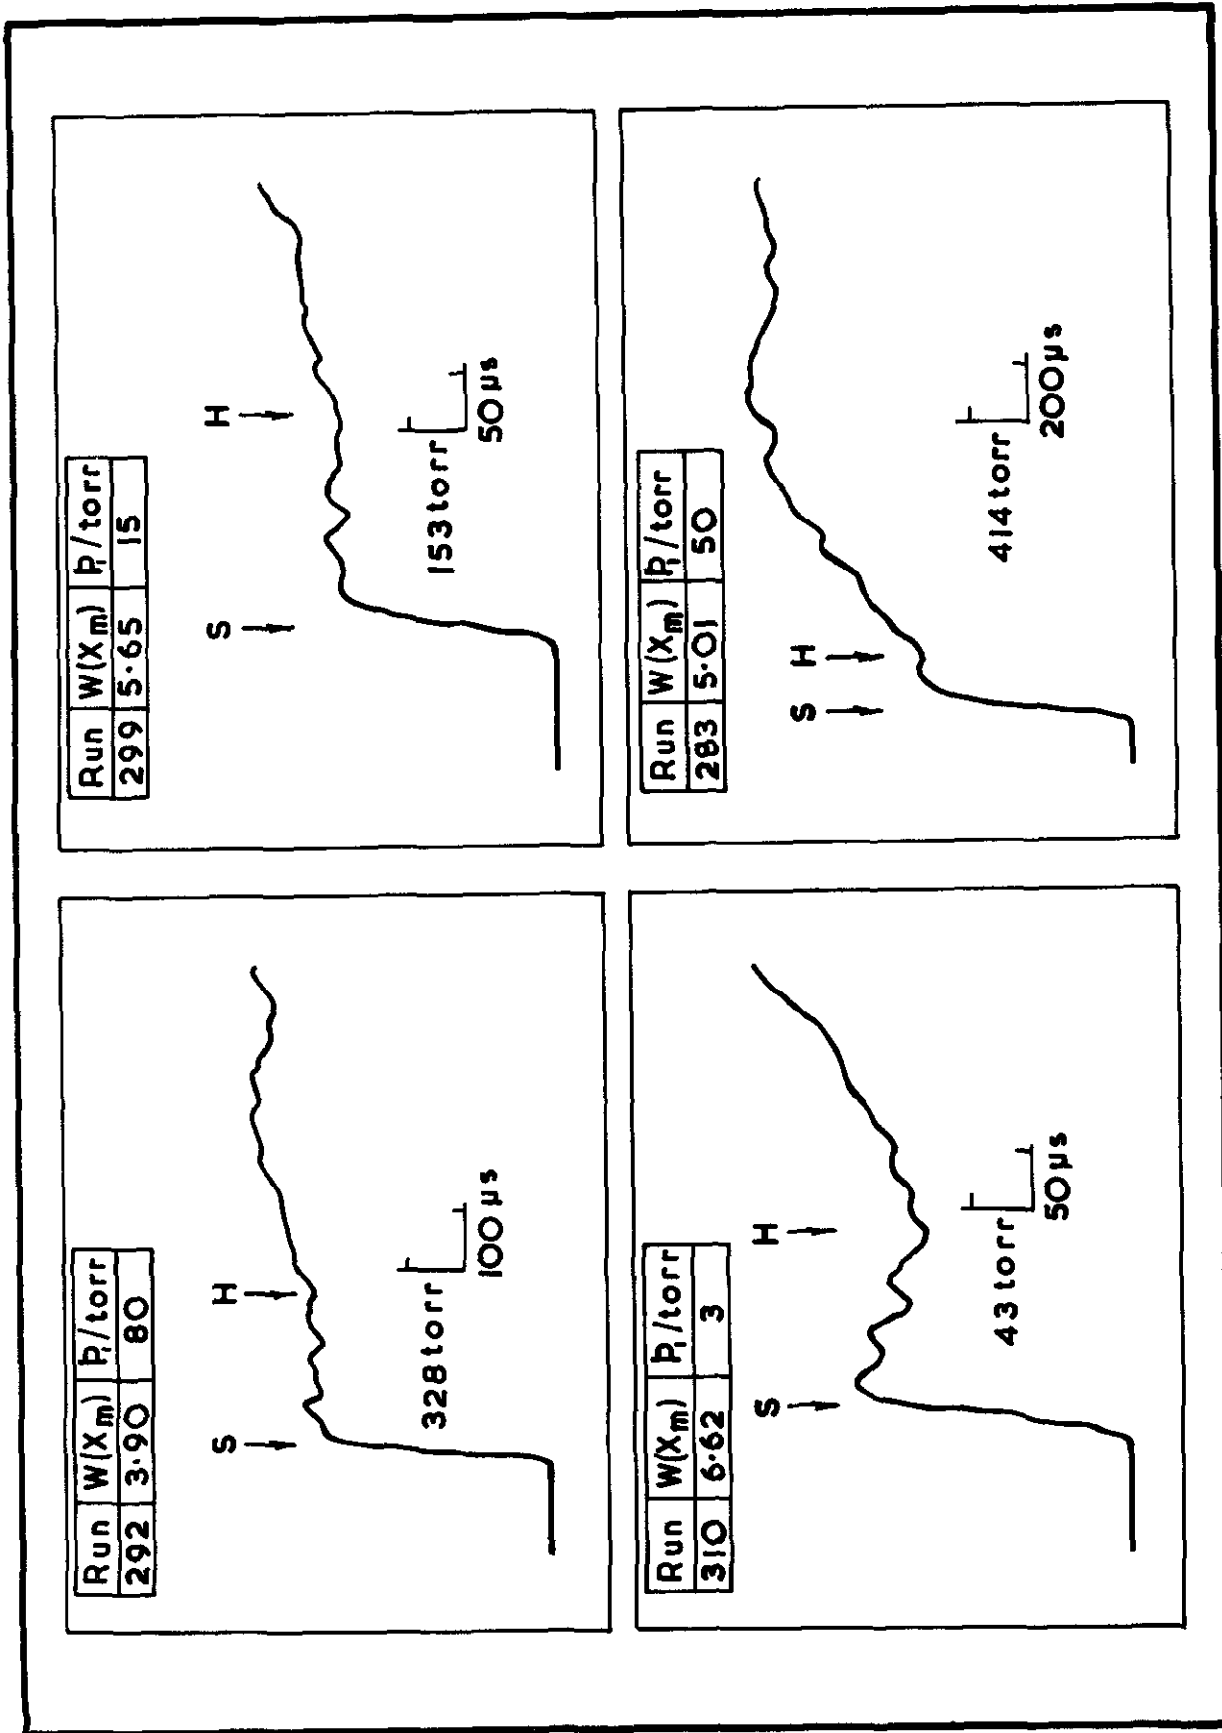 Run W(Xm) P₁/torr
292 3·90 80
S H
328 torr
100 μs
Run W(Xm) P₁/torr
299 5·65 15
S H
153 torr
50 μs
Run W(Xm) P₁/torr
310 6·62 3
S H
43 torr
50 μs
Run W(Xm) P₁/torr
283 5·01 50
S H
414 torr
200 μs